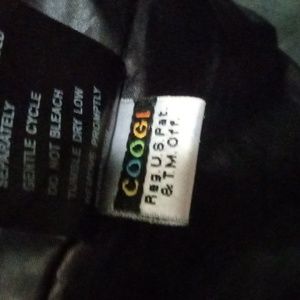 SEPARATELY
GENTLE CYCLE
DO NOT BLEACH
TUMBLE DRY LOW
PROMPTLY
COOGI
Reg. U.S. Pat.
& T.M. Off.